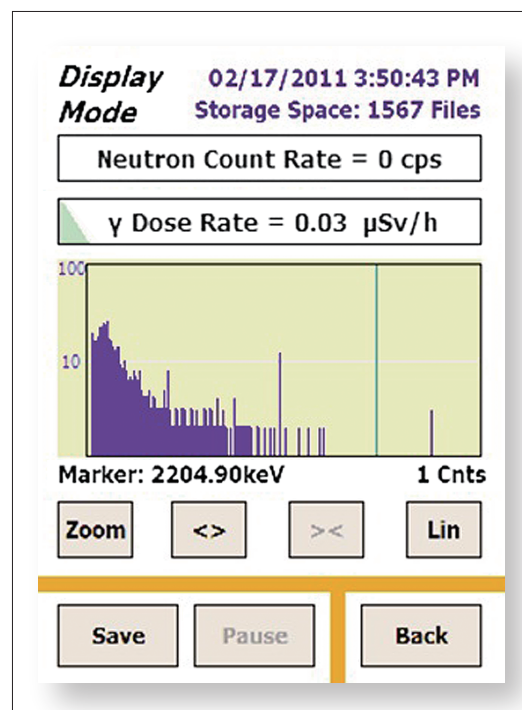 Display 02/17/2011 3:50:43 PM
Mode Storage Space: 1567 Files
Neutron Count Rate = 0 cps
γ Dose Rate = 0.03 μSv/h
100
10
Marker: 2204.90keV 1 Cnts
Zoom <> >< Lin
Save Pause Back